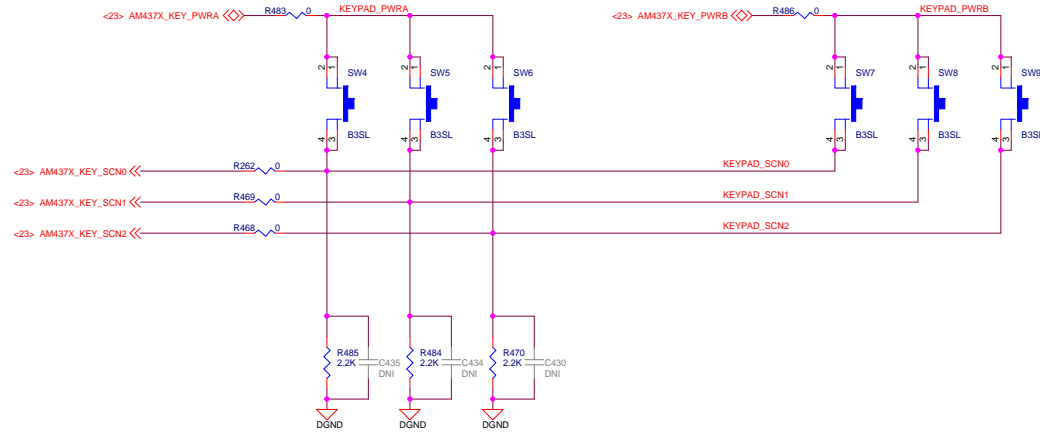 <23> AM437X_KEY_PWRA R483 0 KEYPAD_PWRA
<23> AM437X_KEY_PWRB R486 0 KEYPAD_PWRB
2 1 2 1 2 1 2 1 2 1 2 1
SW4 SW5 SW6 SW7 SW8 SW9
4 3 4 3 4 3 4 3 4 3 4 3
B3SL B3SL B3SL B3SL B3SL B3SL
<23> AM437X_KEY_SCN0 R262 0 KEYPAD_SCN0
<23> AM437X_KEY_SCN1 R469 0 KEYPAD_SCN1
<23> AM437X_KEY_SCN2 R468 0 KEYPAD_SCN2
R485 R484 R470
2.2K C435 2.2K C434 2.2K C430
DNI DNI DNI
DGND DGND DGND